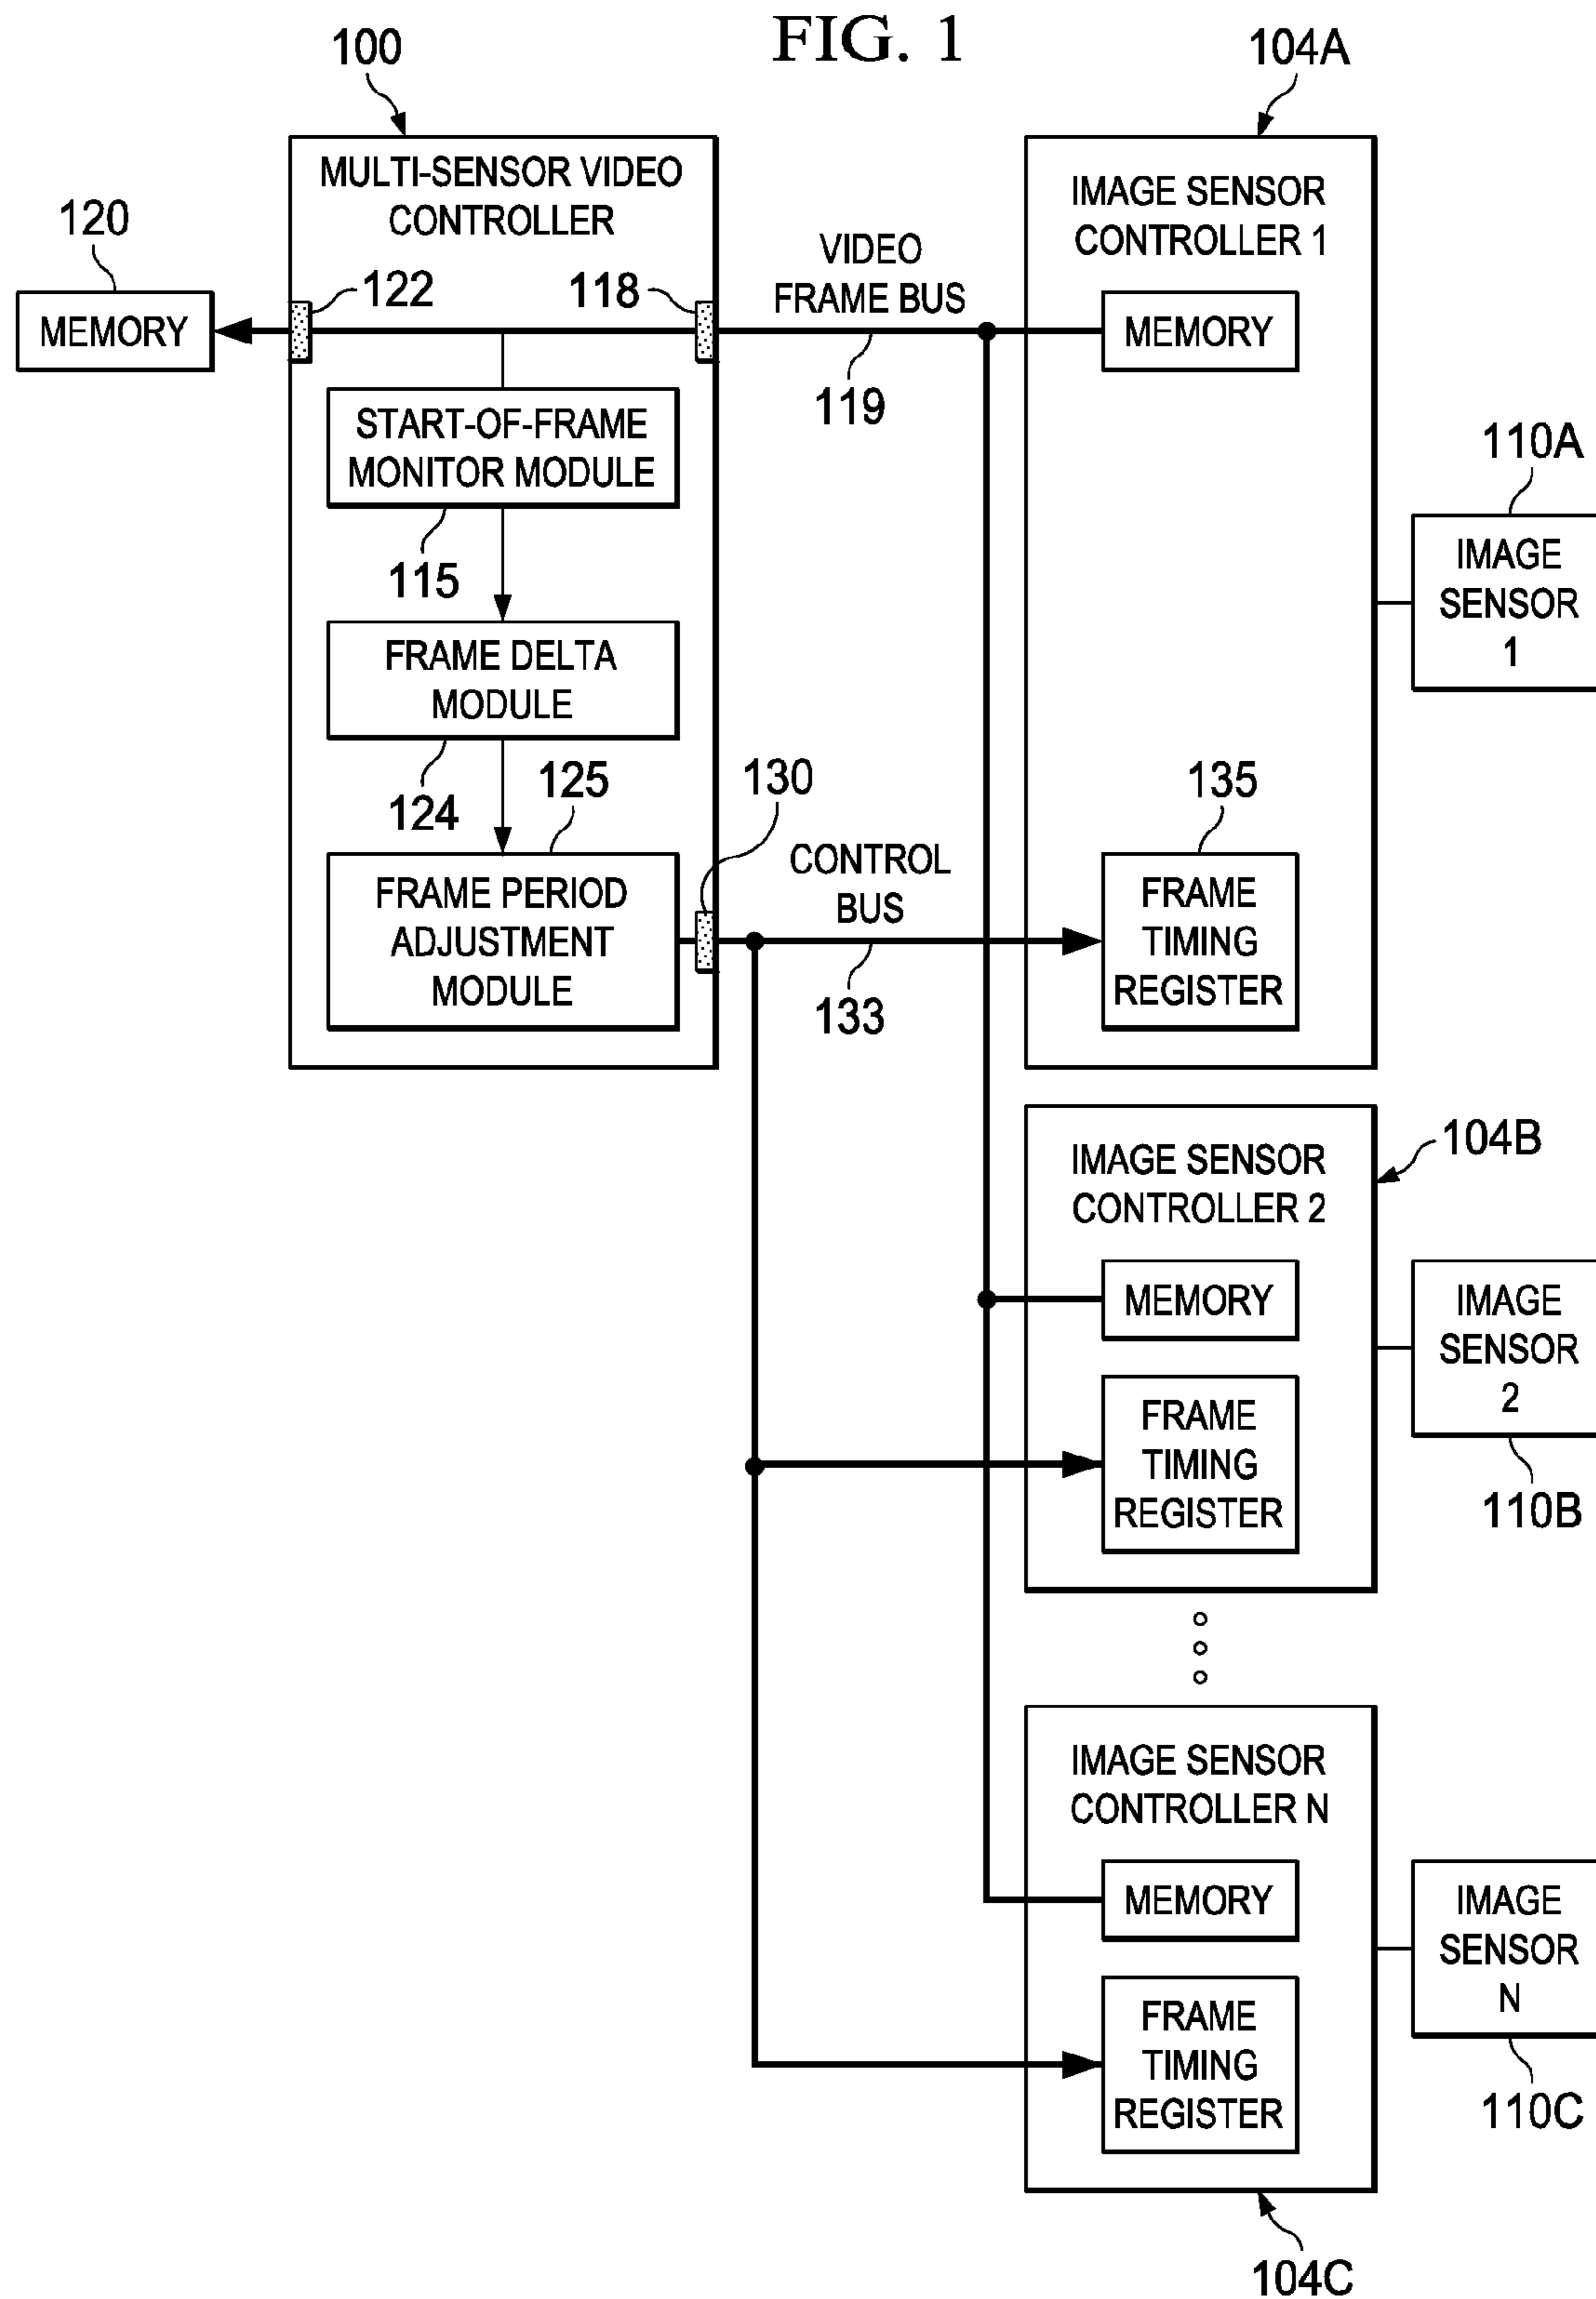 FIG. 1
100
104A
MULTI-SENSOR VIDEO
CONTROLLER
IMAGE SENSOR
CONTROLLER 1
120
122
118
VIDEO
FRAME BUS
MEMORY
MEMORY
119
START-OF-FRAME
MONITOR MODULE
110A
115
IMAGE
SENSOR
1
FRAME DELTA
MODULE
124
125
130
135
FRAME PERIOD
ADJUSTMENT
MODULE
CONTROL
BUS
FRAME
TIMING
REGISTER
133
104B
IMAGE SENSOR
CONTROLLER 2
MEMORY
IMAGE
SENSOR
2
FRAME
TIMING
REGISTER
110B
IMAGE SENSOR
CONTROLLER N
MEMORY
IMAGE
SENSOR
N
FRAME
TIMING
REGISTER
110C
104C